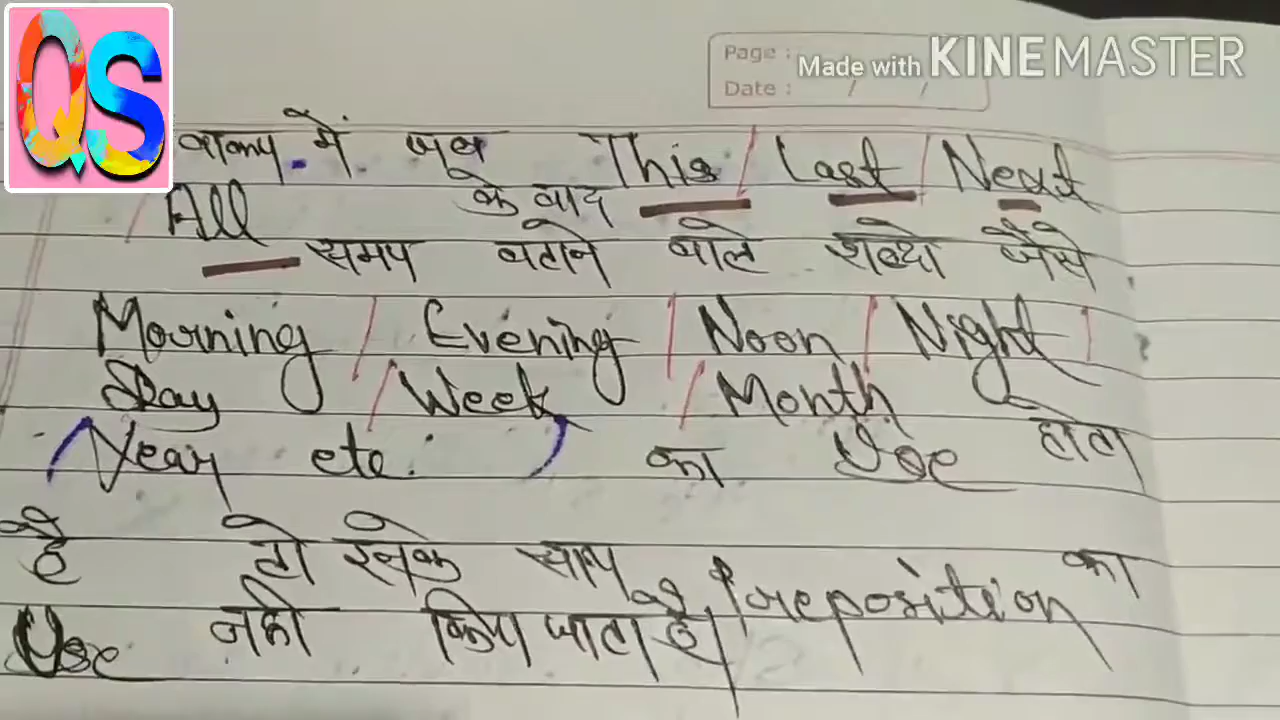 QS
Page :
Date : / /
Made with KINEMASTER
वाक्य में जब This / Last / Next
/ All के बाद
समय बताने वाले शब्दो जैसे
Morning / Evening / Noon / Night /
Day / Week / Month
(Year etc.) का Use होता
है तो इसके साथ Preposition का
Use नही किया जाता है।